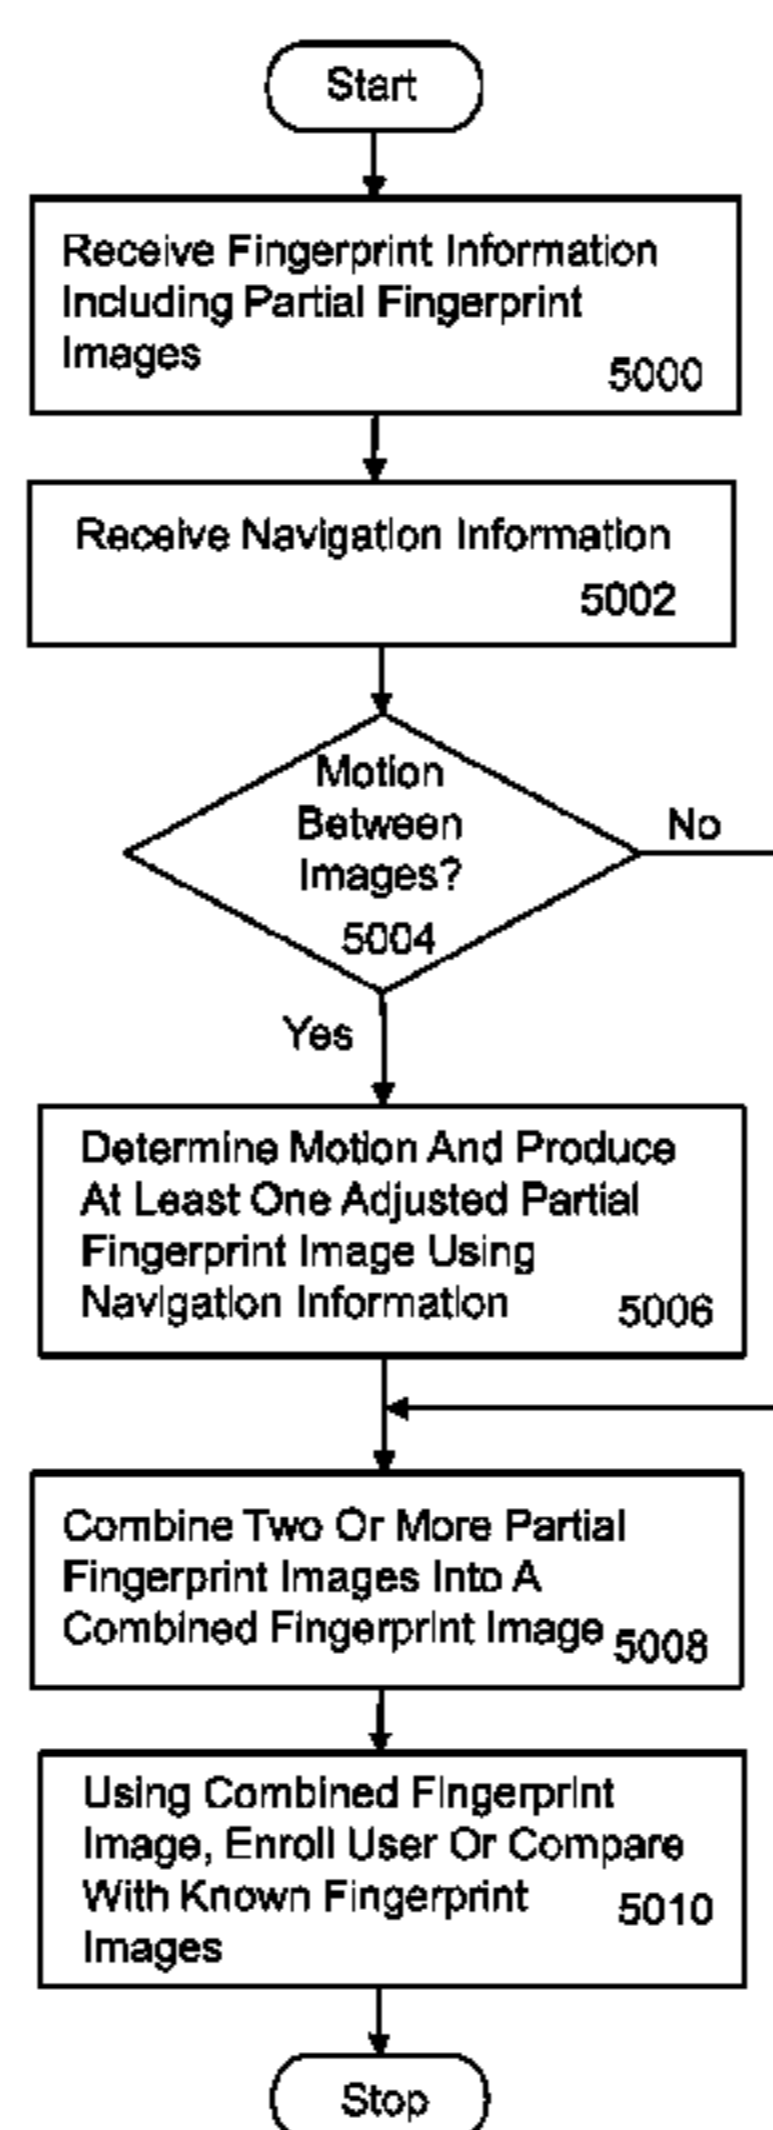 Start
Receive Fingerprint Information
Including Partial Fingerprint
Images
5000
Receive Navigation Information
5002
Motion
Between
Images?
5004
No
Yes
Determine Motion And Produce
At Least One Adjusted Partial
Fingerprint Image Using
Navigation Information
5006
Combine Two Or More Partial
Fingerprint Images Into A
Combined Fingerprint Image
5008
Using Combined Fingerprint
Image, Enroll User Or Compare
With Known Fingerprint
Images
5010
Stop